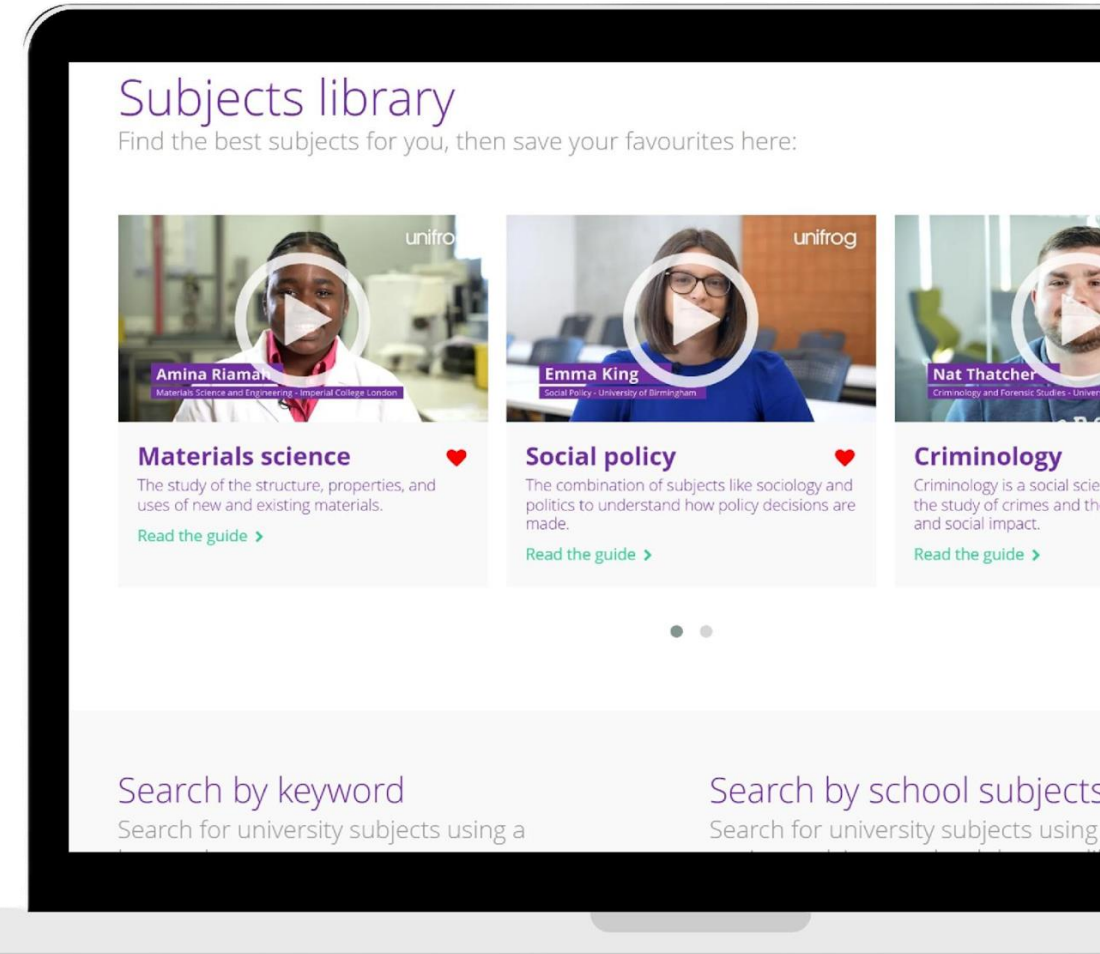 Subjects library
Find the best subjects for you, then save your favourites here:
unifro
Amina Riamah
Materials Science and Engineering - Imperial College London
Materials science
The study of the structure, properties, and
uses of new and existing materials.
Read the guide
unifrog
Emma King
Social Policy - University of Birmingham
Social policy
The combination of subjects like sociology and
politics to understand how policy decisions are
made.
Read the guide
Nat Thatcher
Criminology and Forensic Studies -
Criminology
Criminology is a social
the study of crimes and
and social impact.
Read the guide
Search by keyword
Search for university subjects using a
Search by school subjects
Search for university subjects using